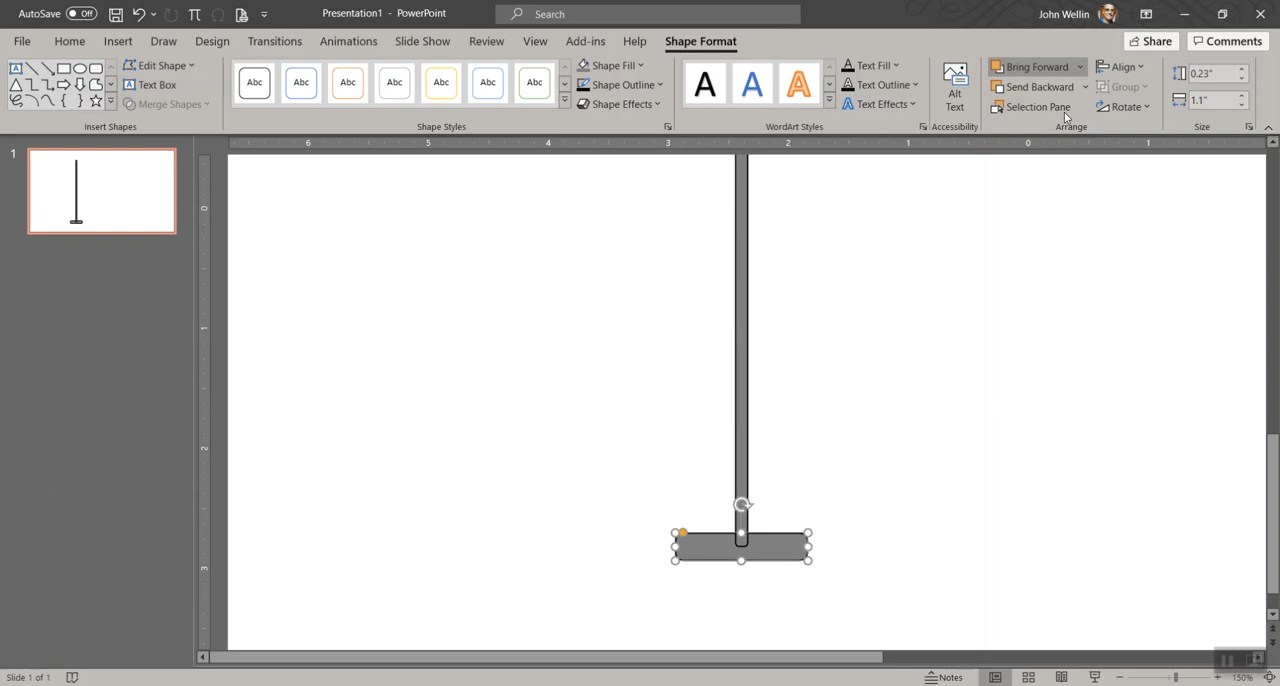 AutoSave Off Presentation1 - PowerPoint Search John Wellin
File Home Insert Draw Design Transitions Animations Slide Show Review View Add-ins Help Shape Format Share Comments
Edit Shape Abc Abc Abc Abc Abc Abc Abc Shape Fill A A A Text Fill Bring Forward Align 0.23"
Text Box Shape Outline Text Outline Alt Text Send Backward Group
Merge Shapes Shape Effects Text Effects Selection Pane Rotate 1.1"
Insert Shapes Shape Styles WordArt Styles Accessibility Arrange Size
6 5 4 3 2 1 0 1
1
0
1
2
3
Slide 1 of 1 Notes 150%